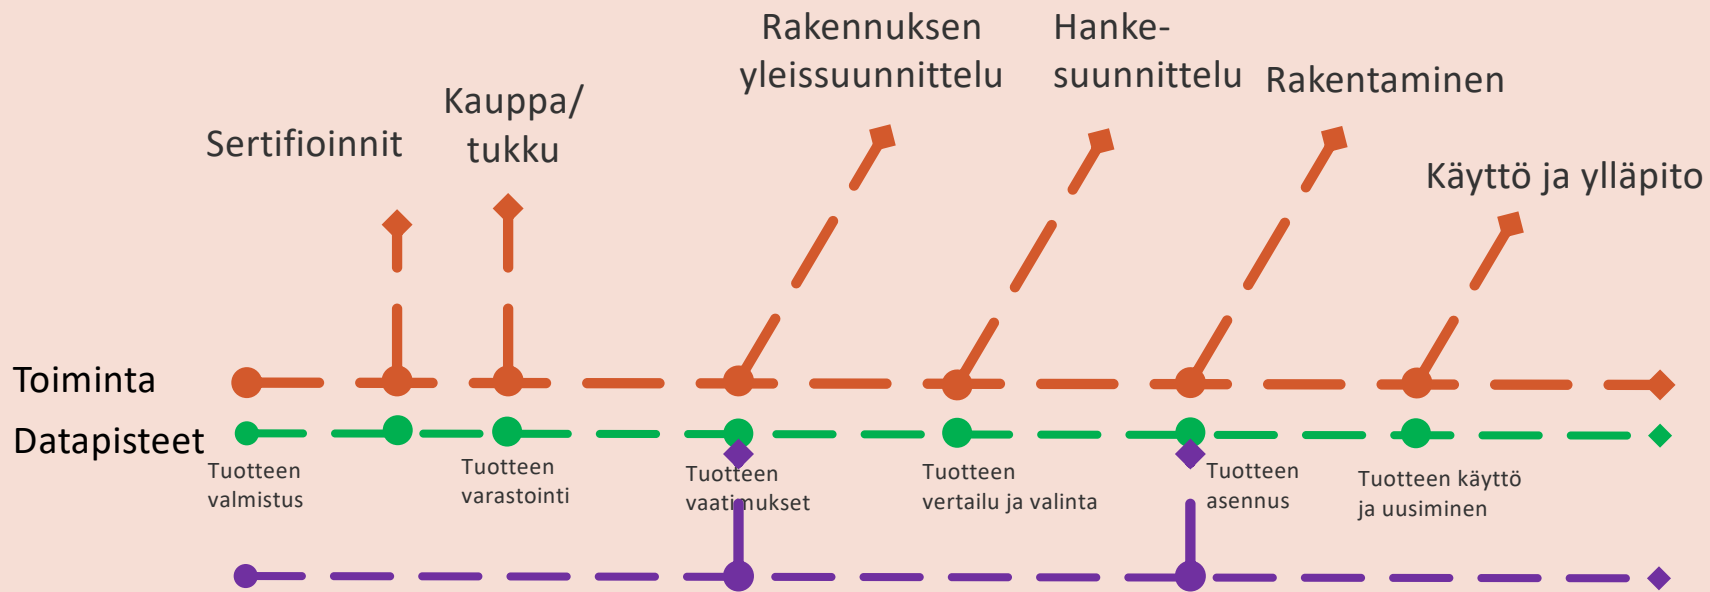 Rakennuksen
yleissuunnittelu
Hanke-
suunnittelu
Rakentaminen
Kauppa/
tukku
Sertifioinnit
Käyttö ja ylläpito
Toiminta
Datapisteet
Tuotteen
valmistus
Tuotteen
varastointi
Tuotteen
vaatimukset
Tuotteen
vertailu ja valinta
Tuotteen
asennus
Tuotteen käyttö
ja uusiminen